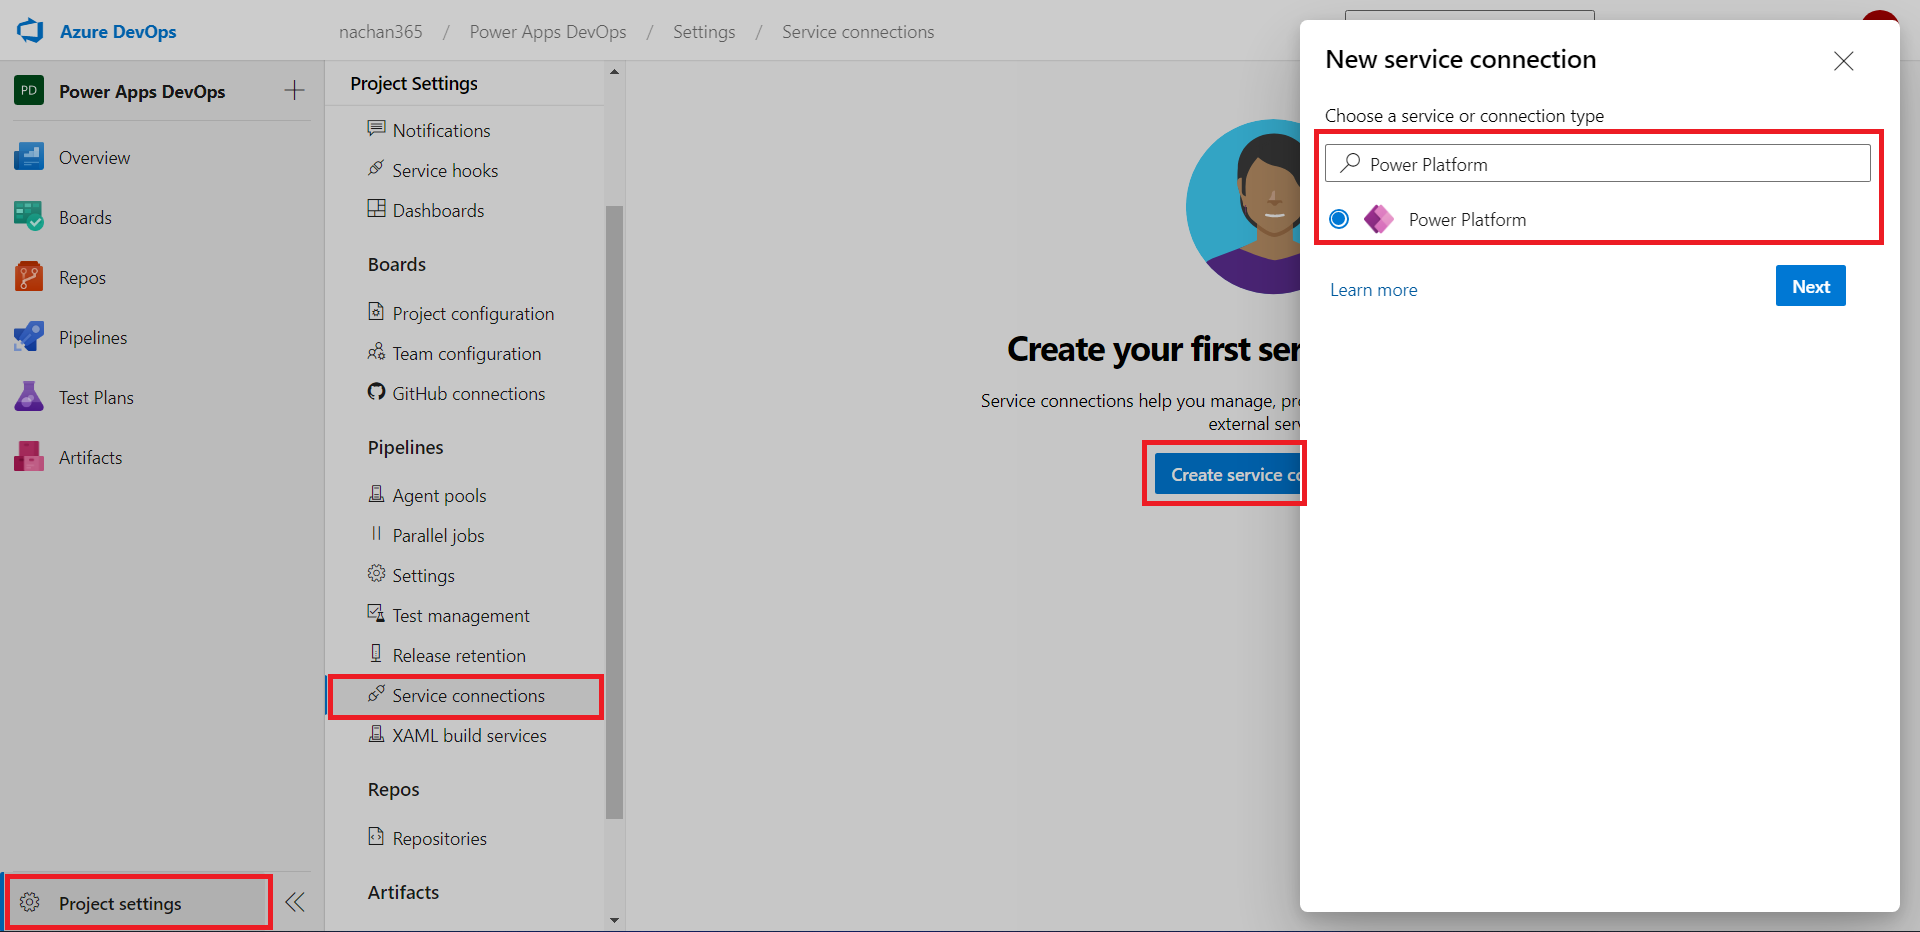 Azure DevOps
nachan365 / Power Apps DevOps / Settings / Service connections
PD Power Apps DevOps
Overview
Boards
Repos
Pipelines
Test Plans
Artifacts
Project settings
Project Settings
Notifications
Service hooks
Dashboards
Boards
Project configuration
Team configuration
GitHub connections
Pipelines
Agent pools
Parallel jobs
Settings
Test management
Release retention
Service connections
XAML build services
Repos
Repositories
Artifacts
Create your first ser
Service connections help you manage, pr
external serv
Create service co
New service connection
Choose a service or connection type
Power Platform
Power Platform
Learn more
Next